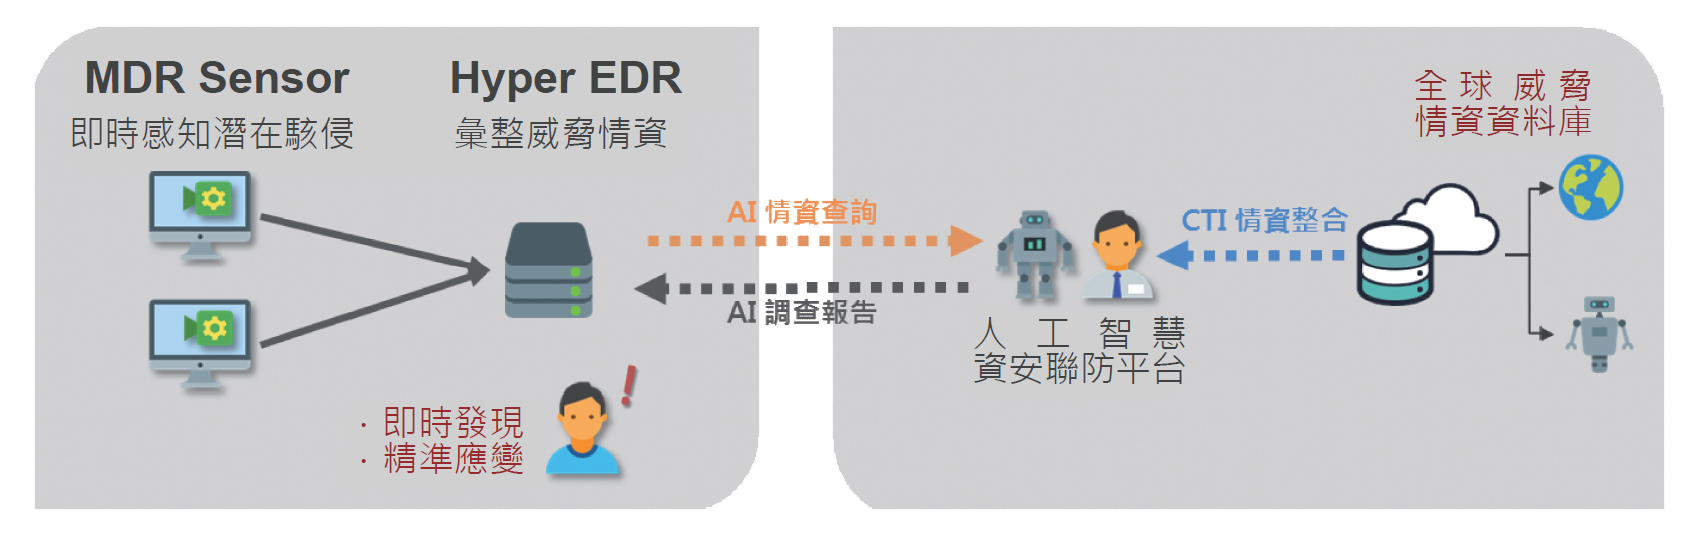 MDR Sensor
即時感知潛在駭侵
Hyper EDR
彙整威脅情資
· 即時發現
· 精準應變
AI 情資查詢
AI 調查報告
人工智慧
資安聯防平台
CTI 情資整合
全球威脅
情資資料庫